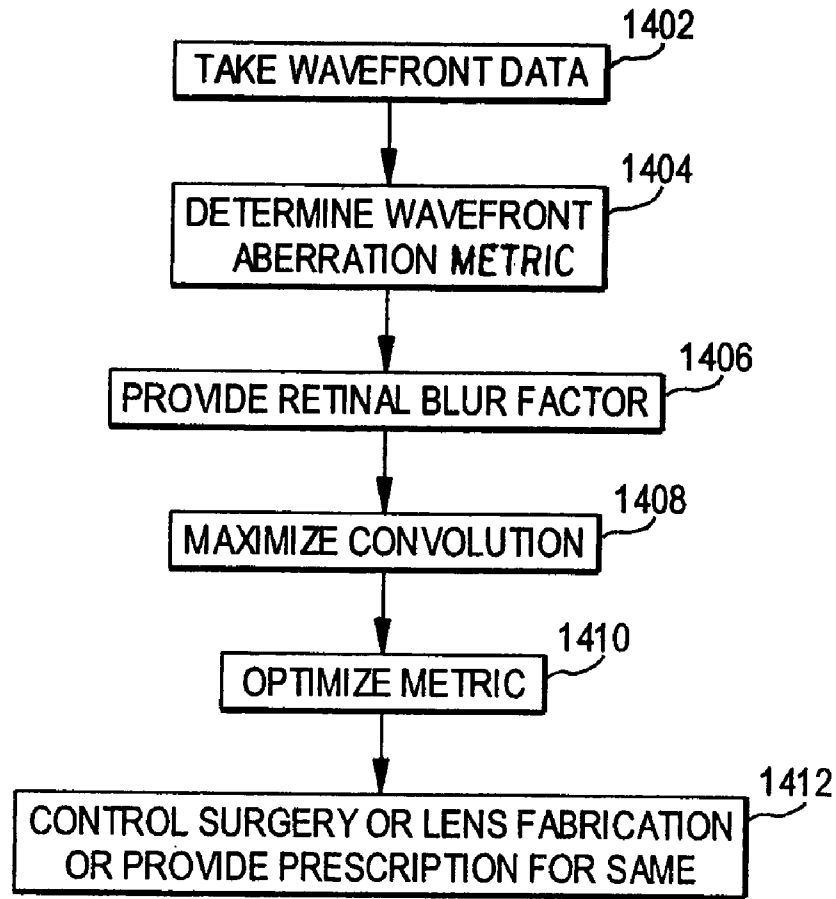 1402
TAKE WAVEFRONT DATA
1404
DETERMINE WAVEFRONT
ABERRATION METRIC
1406
PROVIDE RETINAL BLUR FACTOR
1408
MAXIMIZE CONVOLUTION
1410
OPTIMIZE METRIC
1412
CONTROL SURGERY OR LENS FABRICATION
OR PROVIDE PRESCRIPTION FOR SAME